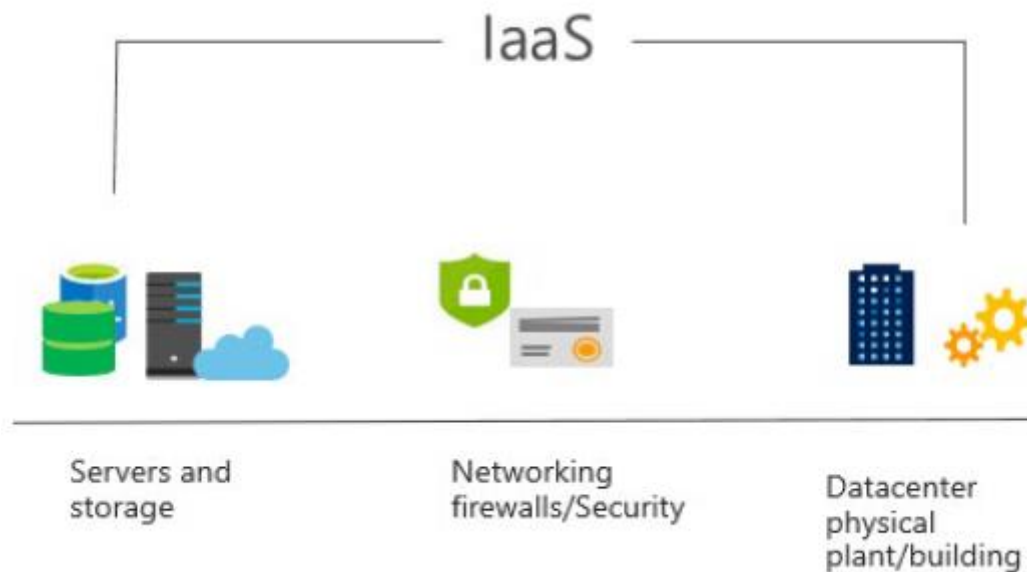 IaaS
Servers and
storage
Networking
firewalls/Security
Datacenter
physical
plant/building